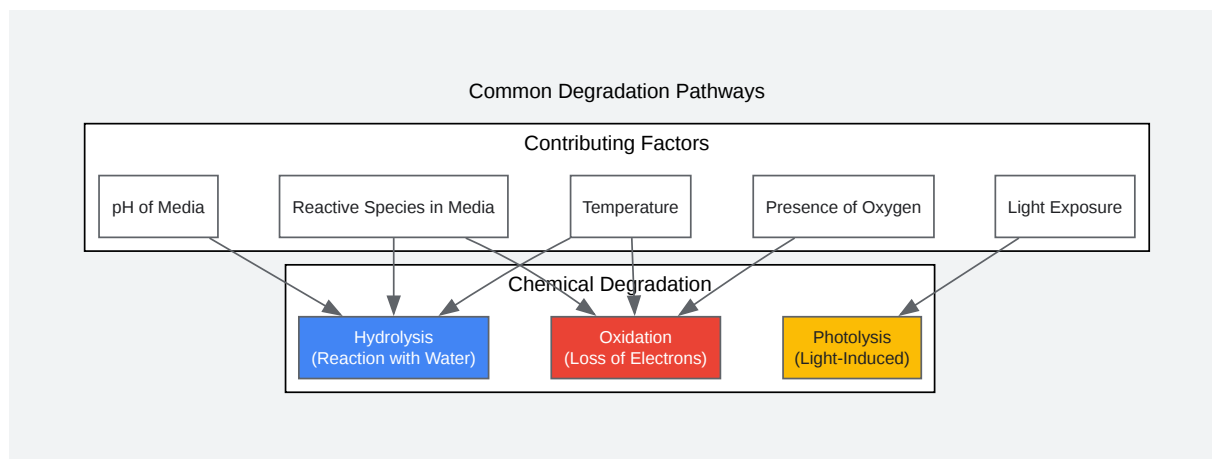 Common Degradation Pathways
Contributing Factors
pH of Media
Reactive Species in Media
Temperature
Presence of Oxygen
Light Exposure
Chemical Degradation
Hydrolysis
(Reaction with Water)
Oxidation
(Loss of Electrons)
Photolysis
(Light-Induced)